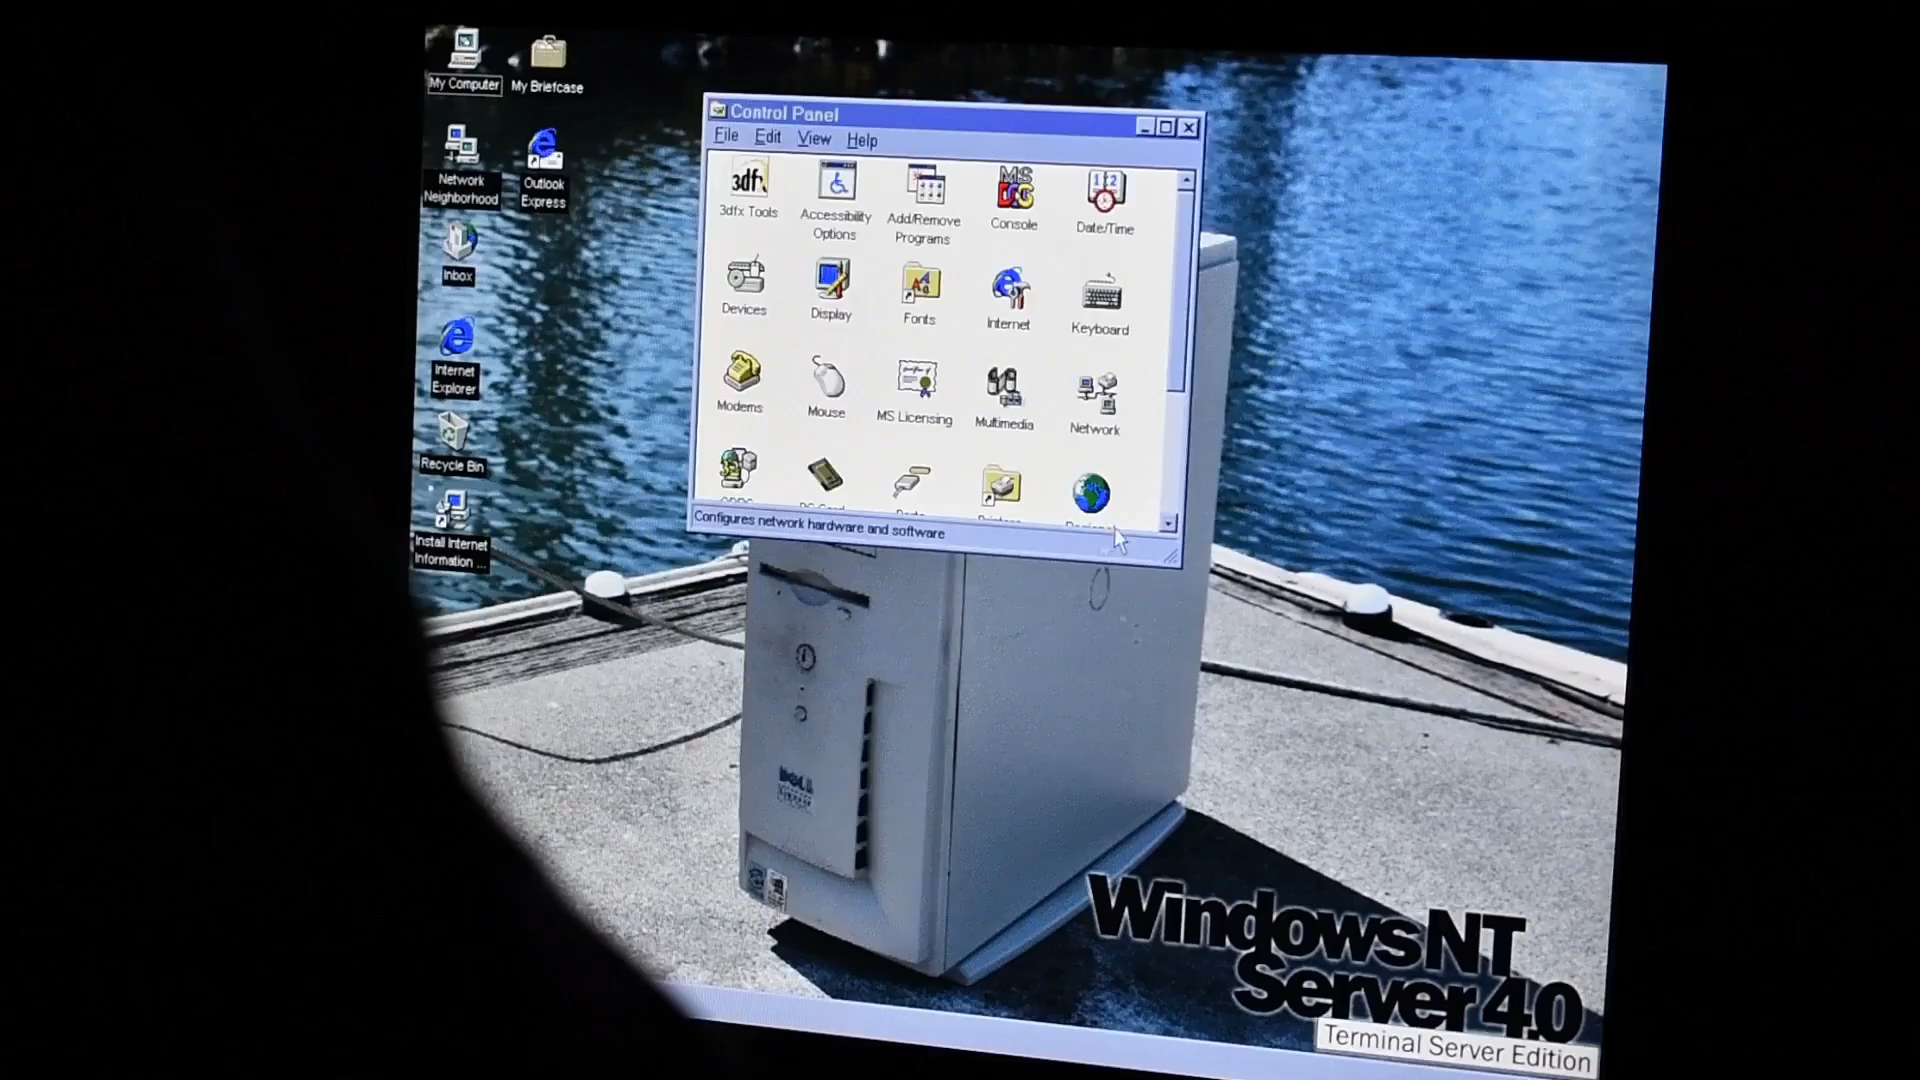 My Computer
My Briefcase
Network
Neighborhood
Outlook
Express
Inbox
Internet
Explorer
Recycle Bin
Install Internet
Information ...
Control Panel
File Edit View Help
3dfx
3dfx Tools
Accessibility
Options
Add/Remove
Programs
MS
DOS
Console
12
Date/Time
Devices
Display
Fonts
Internet
Keyboard
Modems
Mouse
MS Licensing
Multimedia
Network
Configures network hardware and software
DELL
Windows NT
Server 4.0
Terminal Server Edition